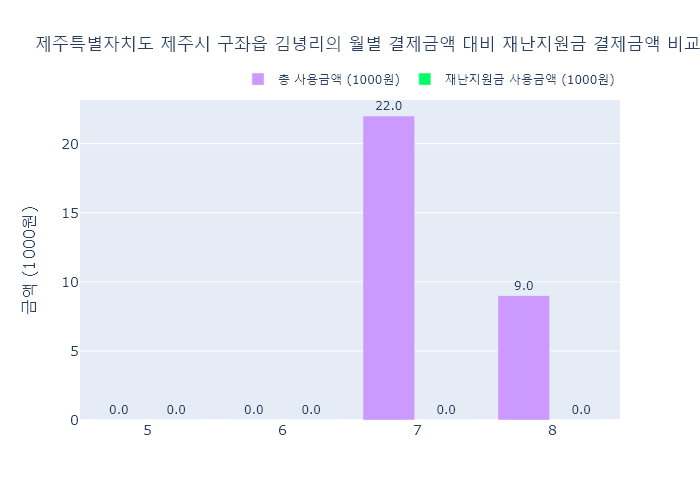 제주특별자치도 제주시 구좌읍 김녕리의 월별 결제금액 대비 재난지원금 결제금액 비교
총 사용금액 (1000원) 재난지원금 사용금액 (1000원)
금액 (1000원)
20
15
10
5
0
0.0 0.0 0.0 0.0 22.0 0.0 9.0 0.0
5 6 7 8